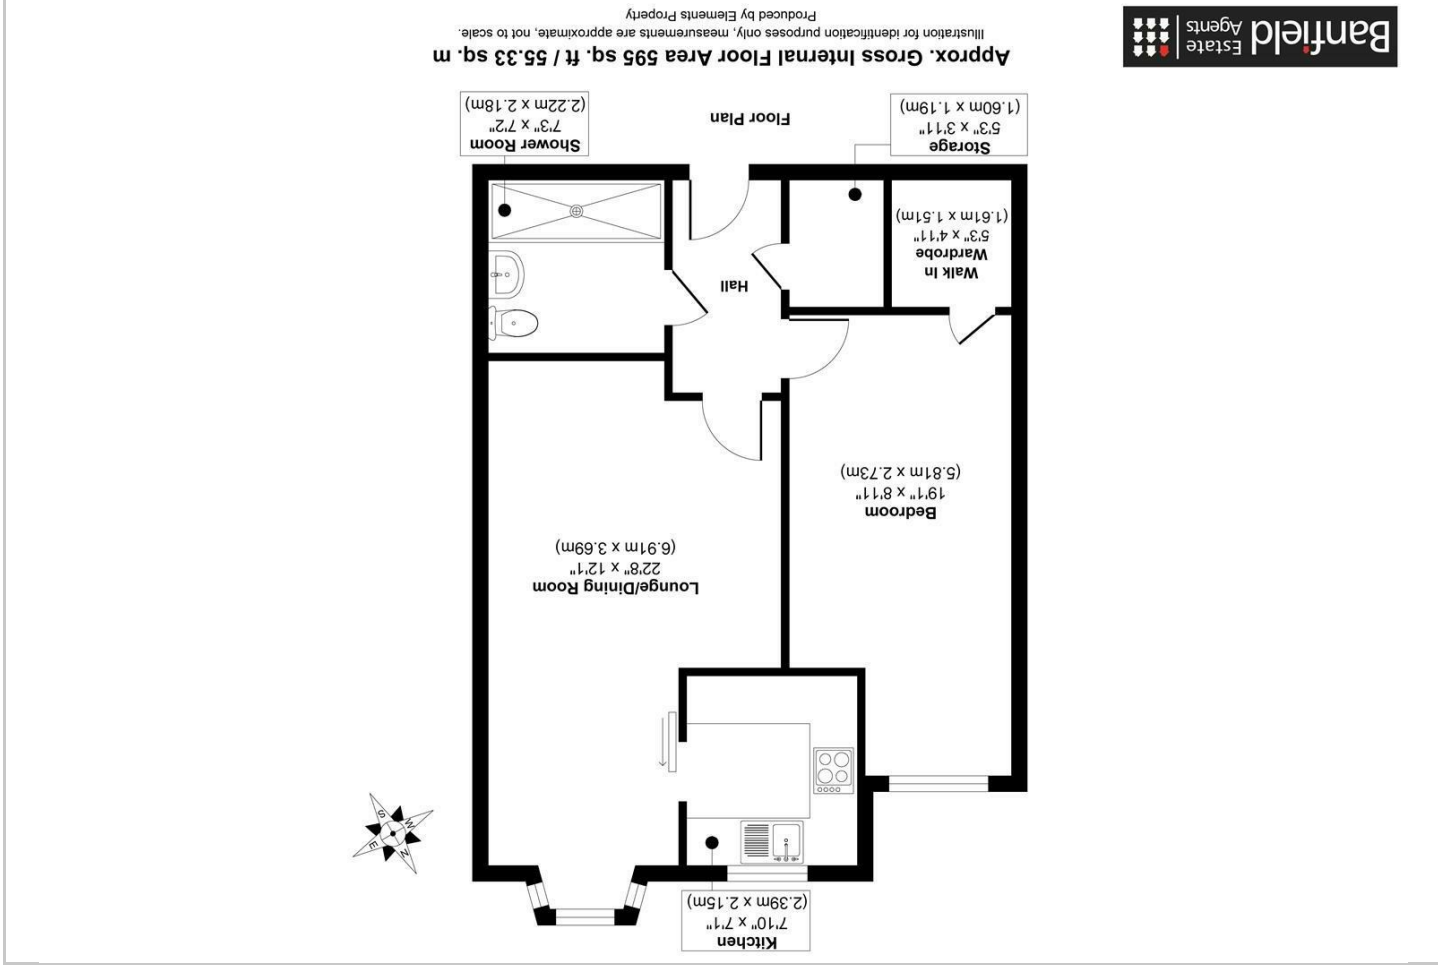 Kitchen
7'10" x 7'1"
(2.39m x 2.15m)
N
E
W
S
Lounge/Dining Room
22'8" x 12'1"
(6.91m x 3.69m)
Bedroom
19'1" x 8'11"
(5.81m x 2.73m)
Hall
Walk In
Wardrobe
5'3" x 4'11"
(1.61m x 1.51m)
Storage
5'3" x 3'11"
(1.60m x 1.19m)
Shower Room
7'3" x 7'2"
(2.22m x 2.18m)
Floor Plan
Approx. Gross Internal Floor Area 595 sq. ft / 55.33 sq. m
Illustration for identification purposes only, measurements are approximate, not to scale.
Produced by Elements Property
Banfield
Estate
Agents